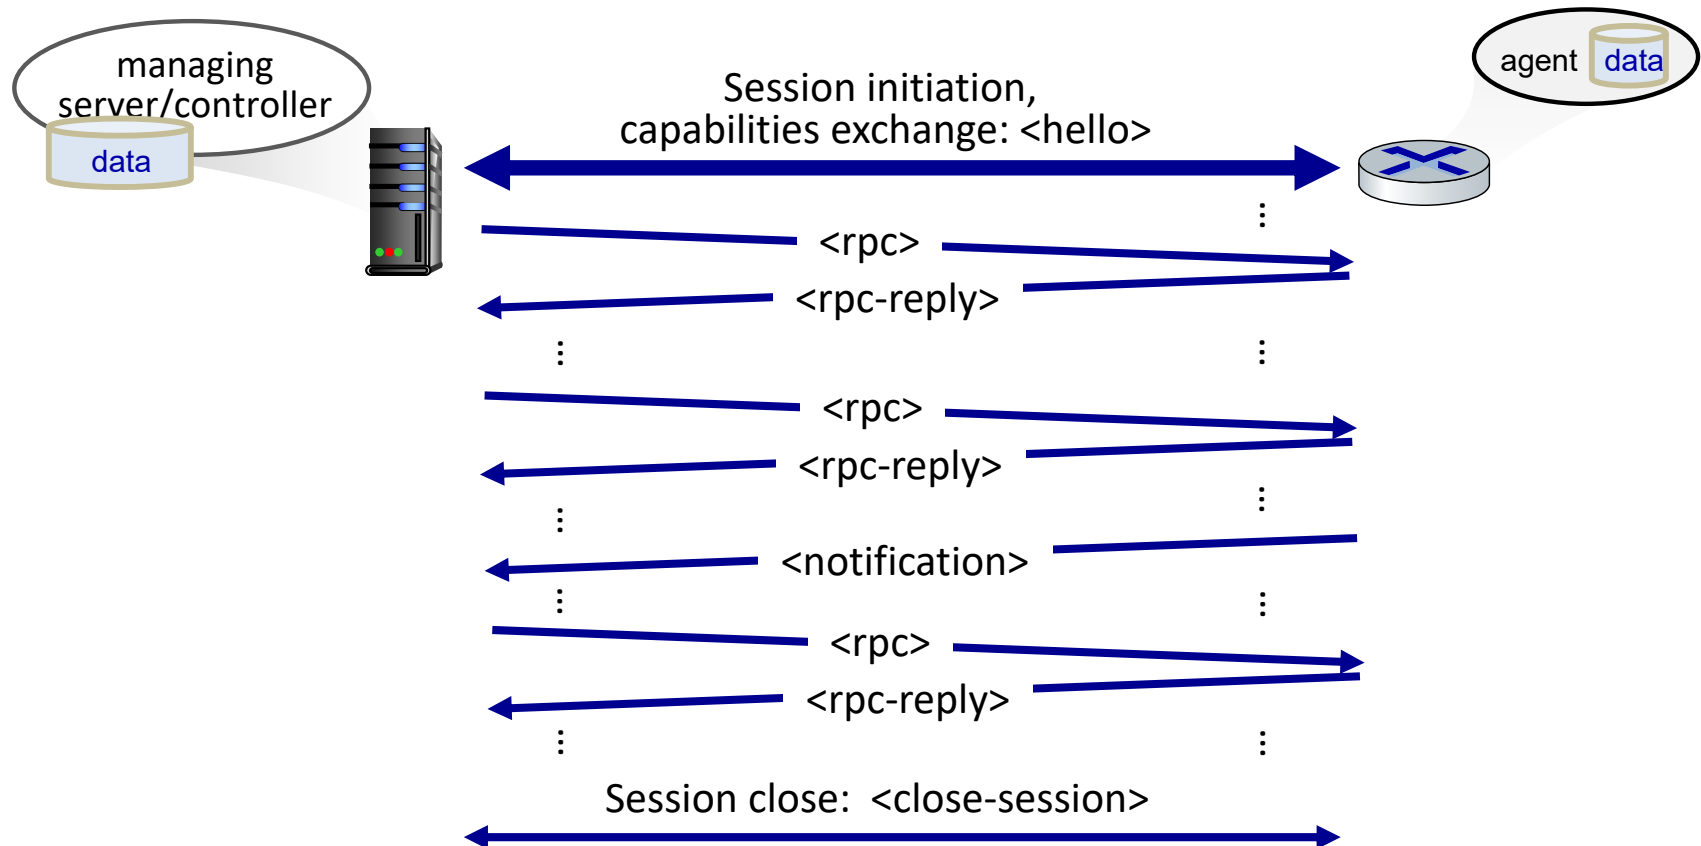 managing
server/controller
data
agent data
Session initiation,
capabilities exchange: <hello>
<rpc>
<rpc-reply>
<rpc>
<rpc-reply>
<notification>
<rpc>
<rpc-reply>
Session close: <close-session>